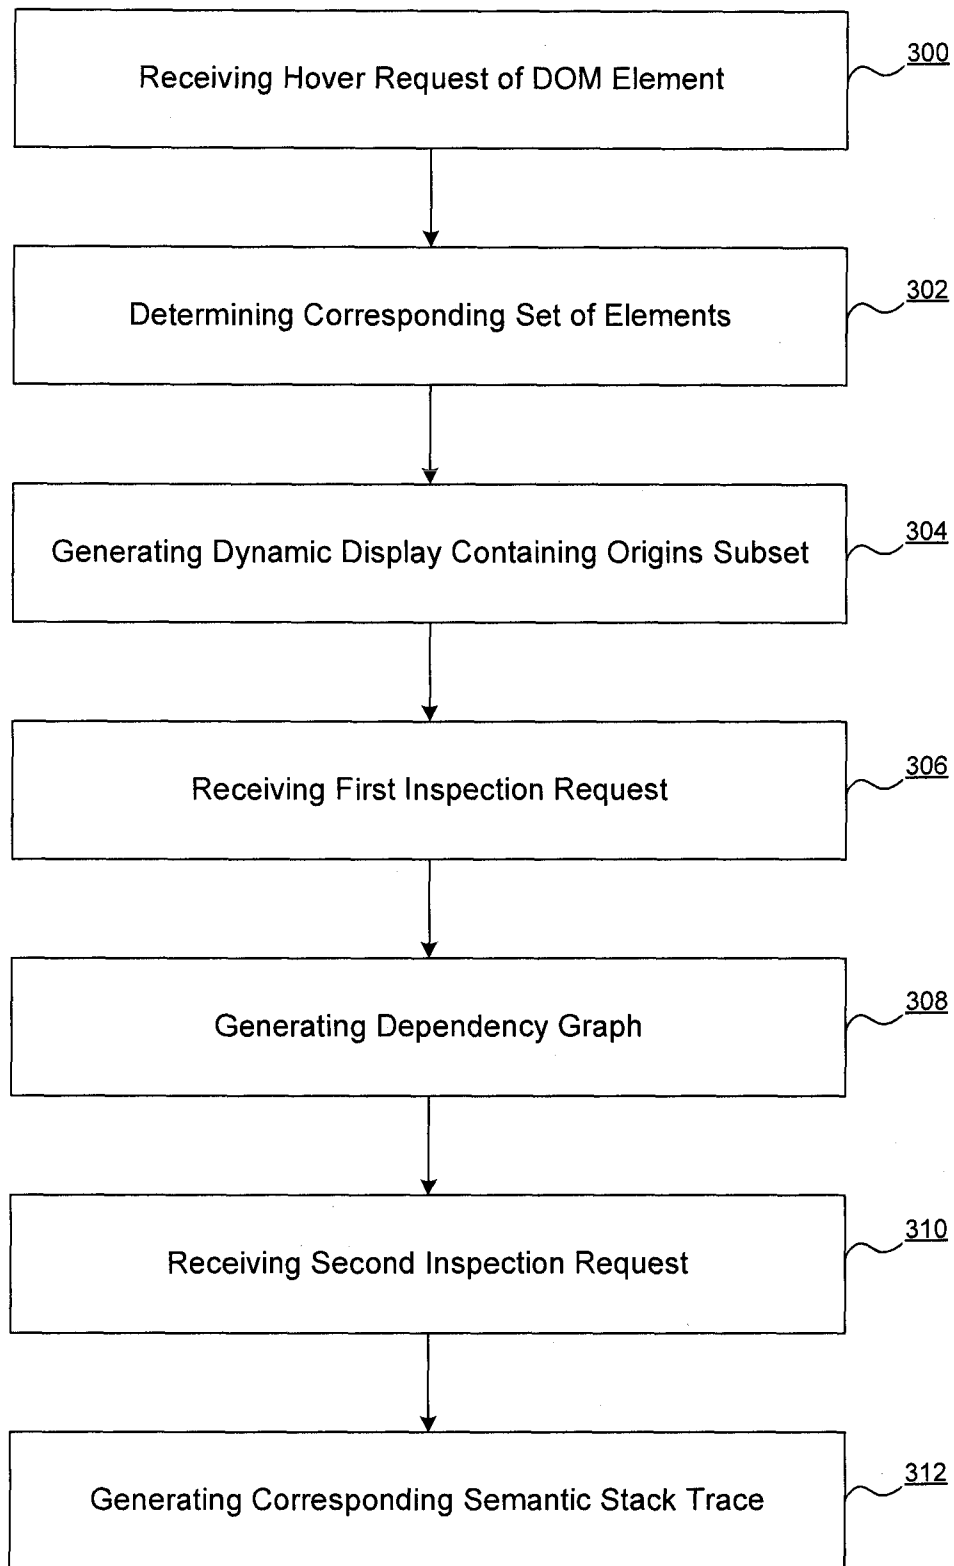 Receiving Hover Request of DOM Element
300
Determining Corresponding Set of Elements
302
Generating Dynamic Display Containing Origins Subset
304
Receiving First Inspection Request
306
Generating Dependency Graph
308
Receiving Second Inspection Request
310
Generating Corresponding Semantic Stack Trace
312